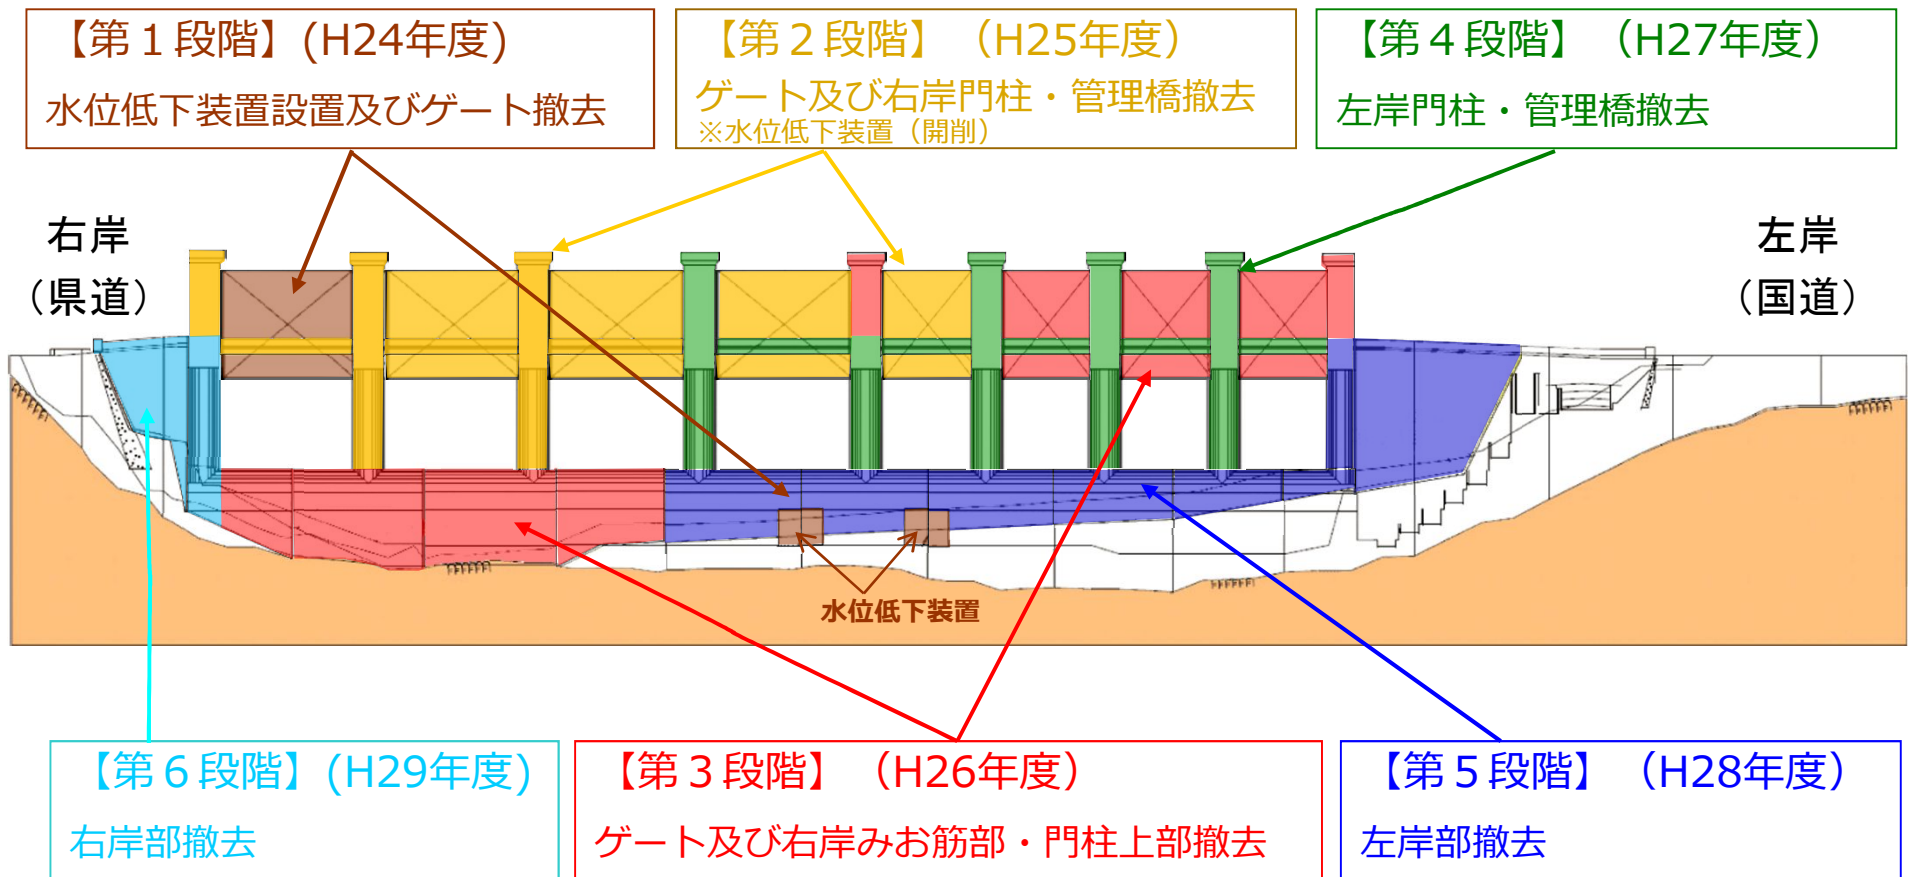 【第１段階】(H24年度)
水位低下装置設置及びゲート撤去
【第２段階】（H25年度）
ゲート及び右岸門柱・管理橋撤去
※水位低下装置（開削）
【第４段階】（H27年度）
左岸門柱・管理橋撤去
右岸
（県道）
左岸
（国道）
水位低下装置
【第６段階】(H29年度)
右岸部撤去
【第３段階】（H26年度）
ゲート及び右岸みお筋部・門柱上部撤去
【第５段階】（H28年度）
左岸部撤去